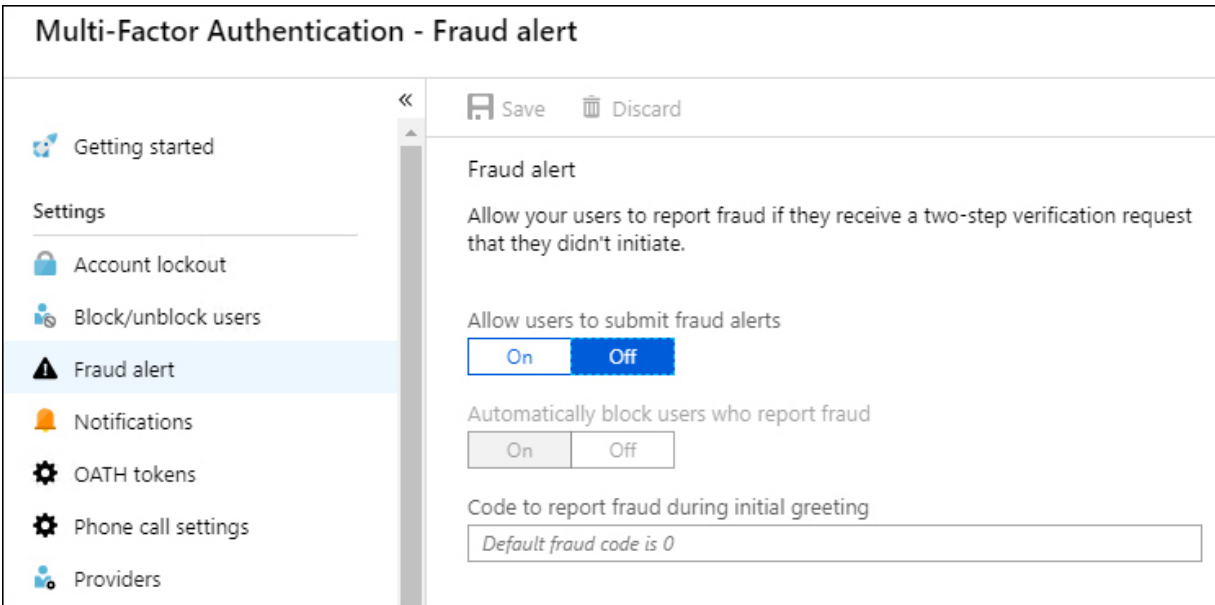 Multi-Factor Authentication - Fraud alert
«
Getting started
Settings
Account lockout
Block/unblock users
Fraud alert
Notifications
OATH tokens
Phone call settings
Providers
Save Discard
Fraud alert
Allow your users to report fraud if they receive a two-step verification request
that they didn't initiate.
Allow users to submit fraud alerts
On Off
Automatically block users who report fraud
On Off
Code to report fraud during initial greeting
Default fraud code is 0